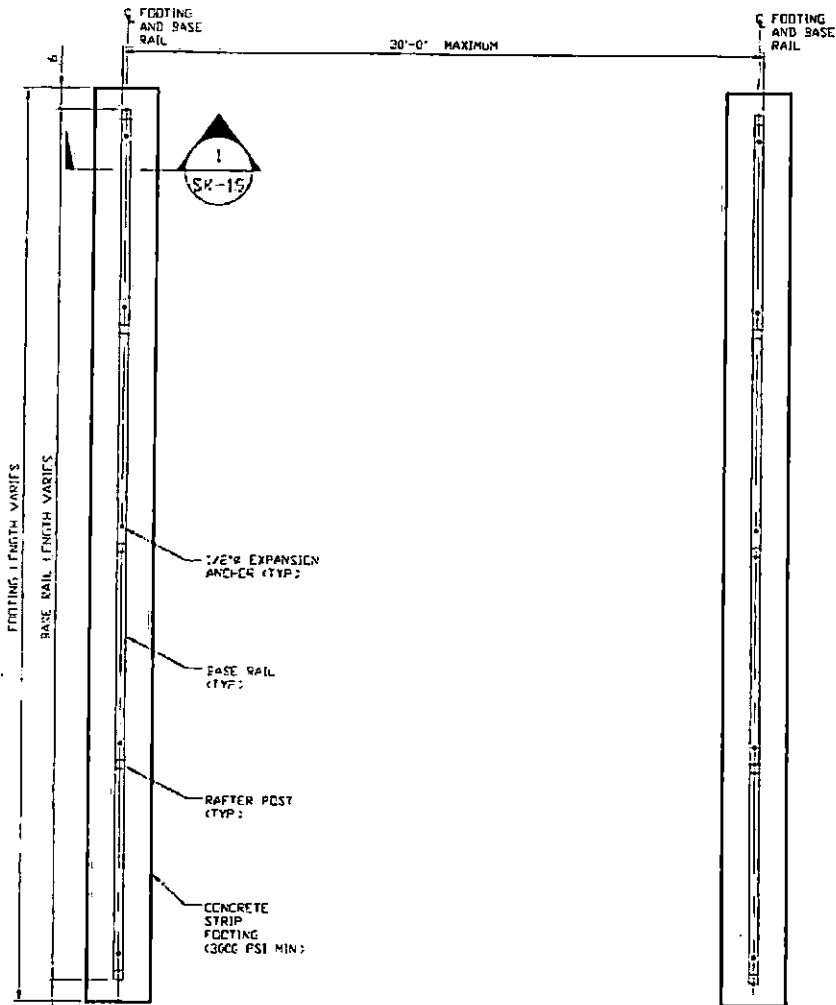 ℄ FOOTING
AND BASE
RAIL
30'-0" MAXIMUM
℄ FOOTING
AND BASE
RAIL
6"
1
SK-15
FOOTING LENGTH VARIES
BASE RAIL LENGTH VARIES
1/2"ø EXPANSION
ANCHER (TYP)
BASE RAIL
(TYP)
RAFTER POST
(TYP)
CONCRETE
STRIP
FOOTING
(3000 PSI MIN)